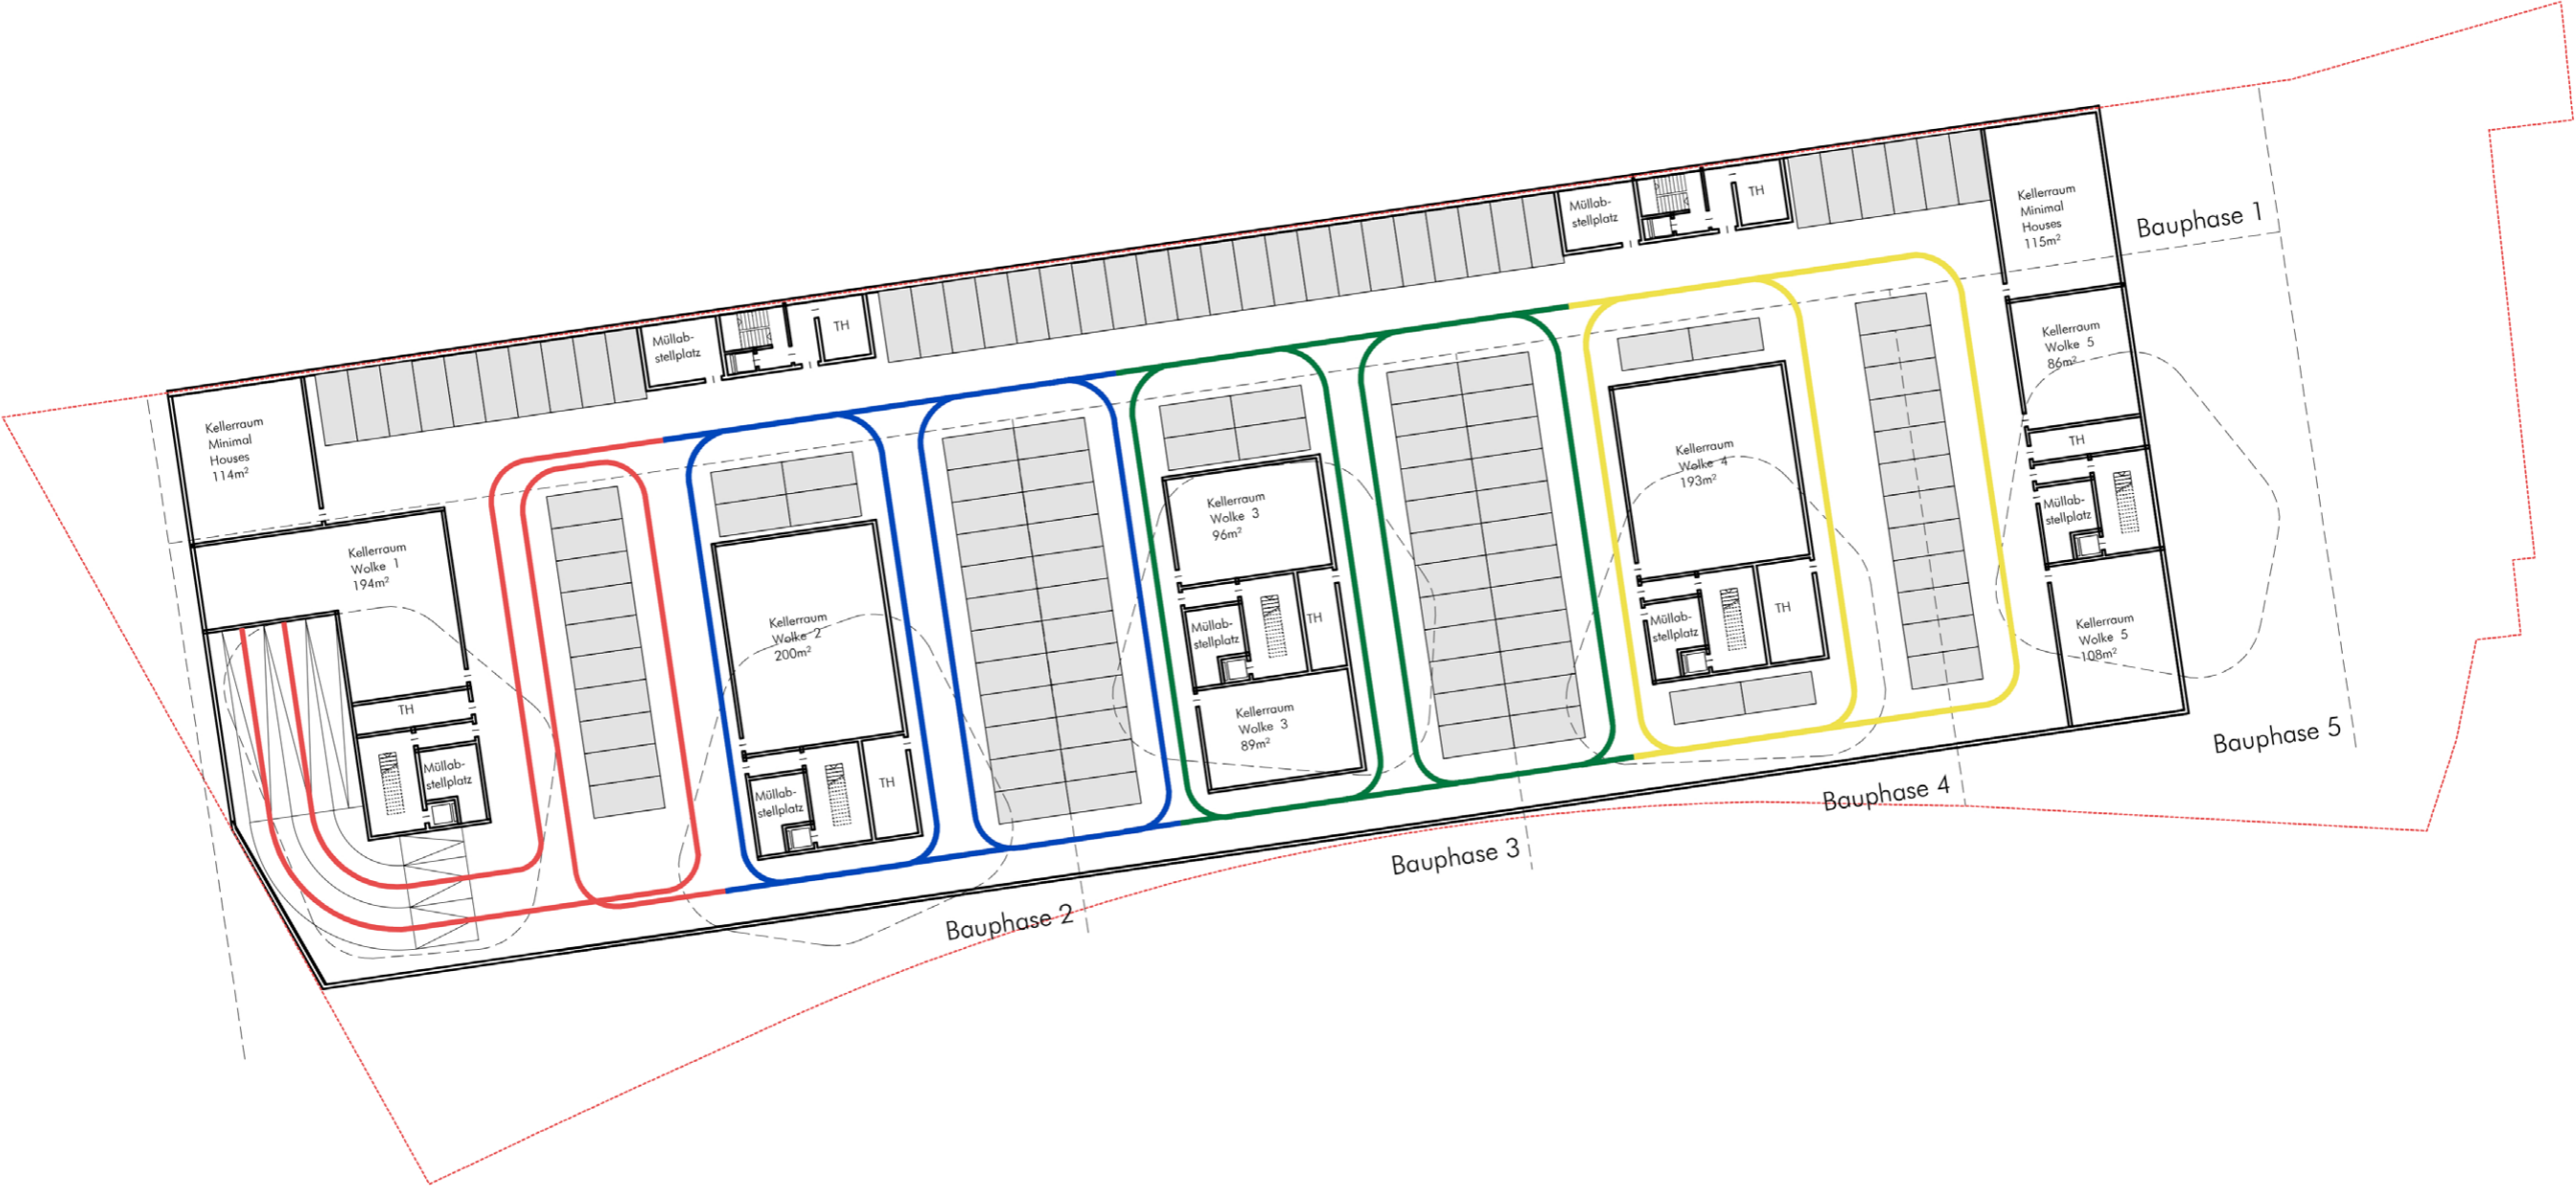 Müllab-
stellplatz
TH
Kellerraum
Minimal
Houses
115m²
Bauphase 1
Müllab-
stellplatz
TH
Kellerraum
Wolke 5
86m²
Kellerraum
Minimal
Houses
114m²
Kellerraum
Wolke 4
193m²
TH
Kellerraum
Wolke 3
96m²
Müllab-
stellplatz
Kellerraum
Wolke 1
194m²
Kellerraum
Wolke 2
200m²
Müllab-
stellplatz
TH
Müllab-
stellplatz
TH
Kellerraum
Wolke 5
108m²
TH
Kellerraum
Wolke 3
89m²
Müllab-
stellplatz
Müllab-
stellplatz
TH
Bauphase 5
Bauphase 4
Bauphase 3
Bauphase 2